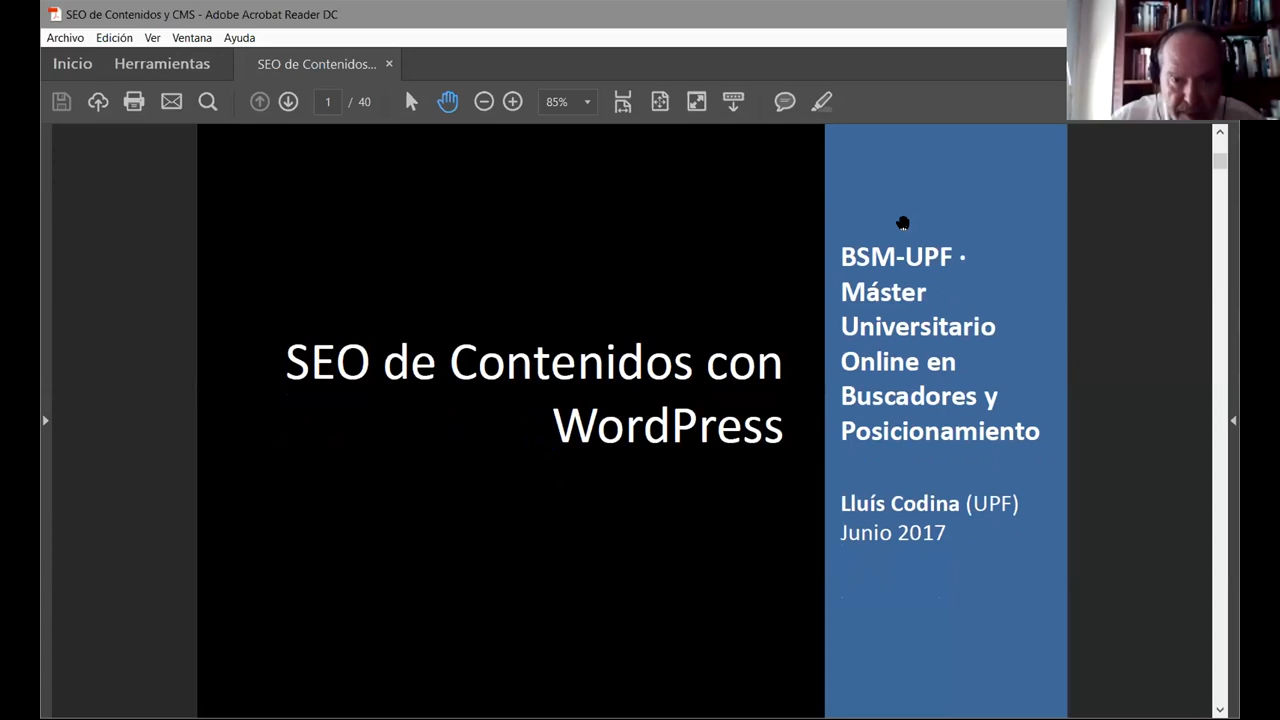 SEO de Contenidos y CMS - Adobe Acrobat Reader DC
Archivo Edición Ver Ventana Ayuda
Inicio Herramientas SEO de Contenidos... ×
1 / 40 85%
SEO de Contenidos con
WordPress
BSM-UPF ·
Máster
Universitario
Online en
Buscadores y
Posicionamiento
Lluís Codina (UPF)
Junio 2017